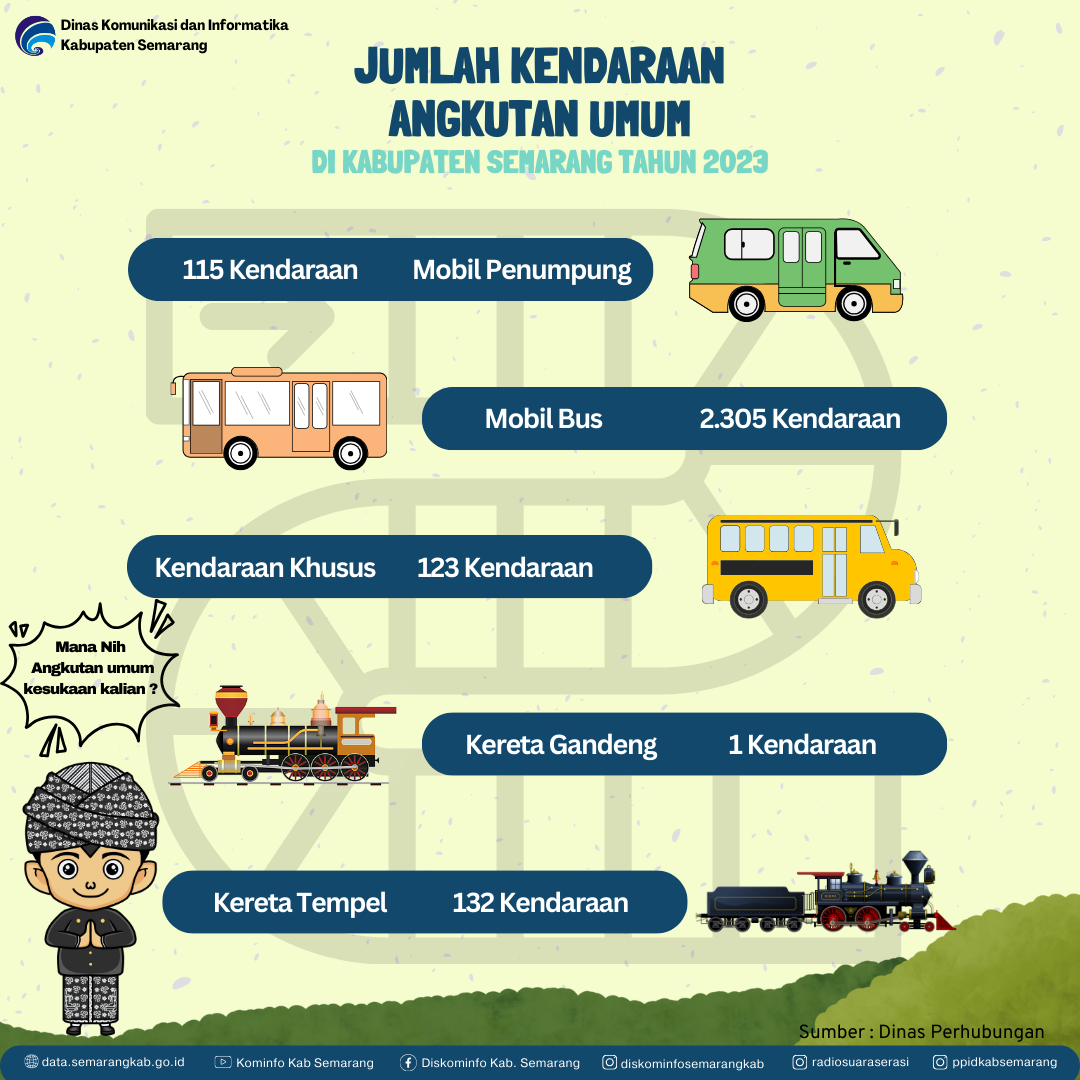 Dinas Komunikasi dan Informatika
Kabupaten Semarang
JUMLAH KENDARAAN
ANGKUTAN UMUM
DI KABUPATEN SEMARANG TAHUN 2023
115 Kendaraan Mobil Penumpung
Mobil Bus 2.305 Kendaraan
Kendaraan Khusus 123 Kendaraan
Mana Nih
Angkutan umum
kesukaan kalian ?
Kereta Gandeng 1 Kendaraan
Kereta Tempel 132 Kendaraan
Sumber : Dinas Perhubungan
data.semarangkab.go.id Kominfo Kab Semarang Diskominfo Kab. Semarang diskominfosemarangkab radiosuaraserasi ppidkabsemarang